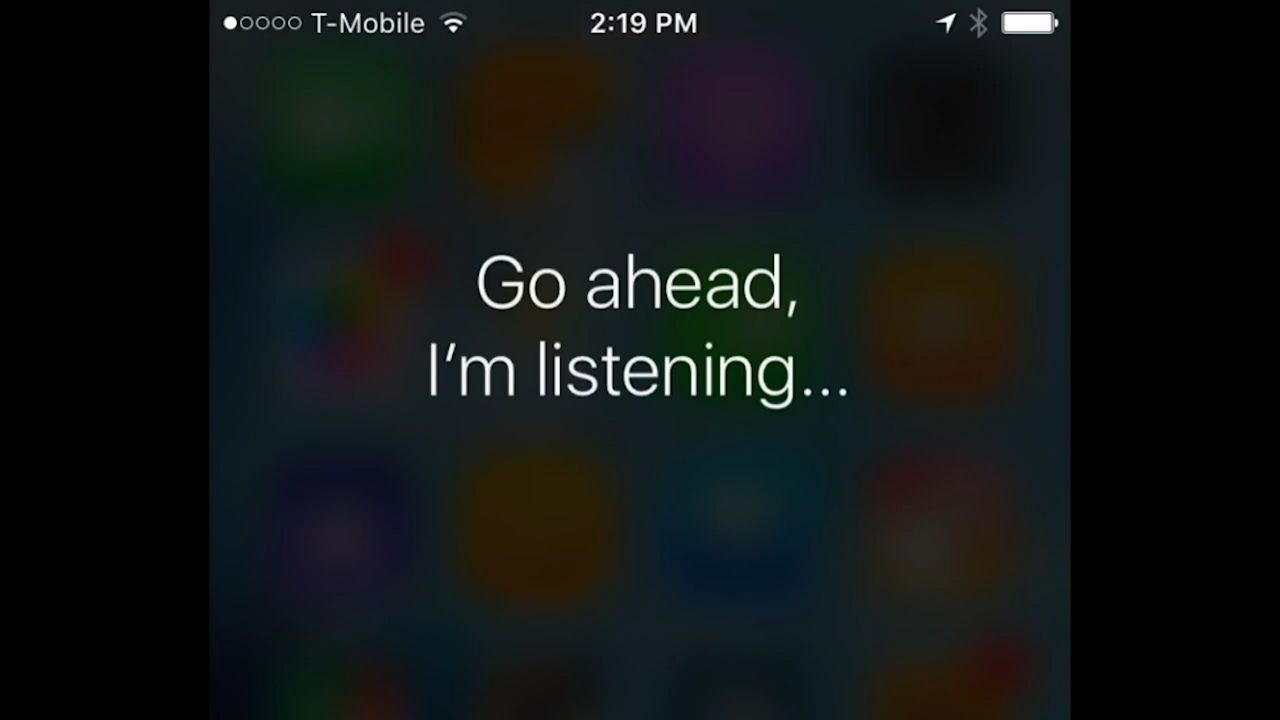 T-Mobile 2:19 PM
Go ahead,
I’m listening...